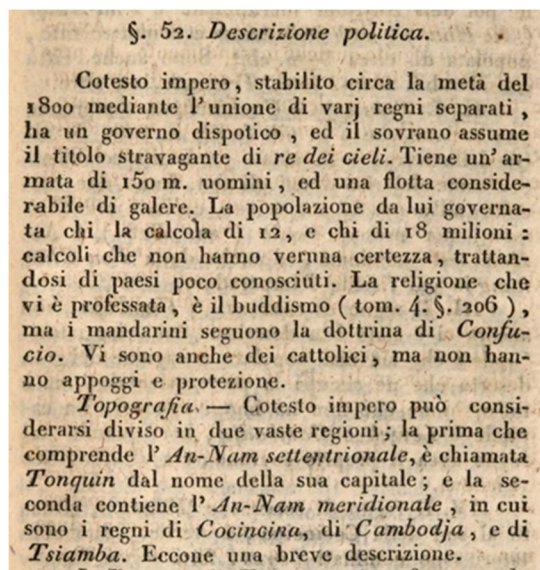 §. 52. Descrizione politica.
Cotesto impero, stabilito circa la metà del
1800 mediante l'unione di varj regni separati,
ha un governo dispotico, ed il sovrano assume
il titolo stravagante di re dei cieli. Tiene un' ar-
mata di 150 m. uomini, ed una flotta conside-
rabile di galere. La popolazione da lui governa-
ta chi la calcola di 12, e chi di 18 milioni:
calcoli che non hanno veruna certezza, trattan-
dosi di paesi poco conosciuti. La religione che
vi è professata, è il buddismo (tom. 4. §. 206),
ma i mandarini seguono la dottrina di Confu-
cio. Vi sono anche dei cattolici, ma non han-
no appoggi e protezione.
Topografia. — Cotesto impero può consi-
derarsi diviso in due vaste regioni; la prima che
comprende l' An-Nam settentrionale, è chiamata
Tonquin dal nome della sua capitale; e la se-
conda contiene l' An-Nam meridionale, in cui
sono i regni di Cocincina, di Cambodja, e di
Tsiamba. Eccone una breve descrizione.